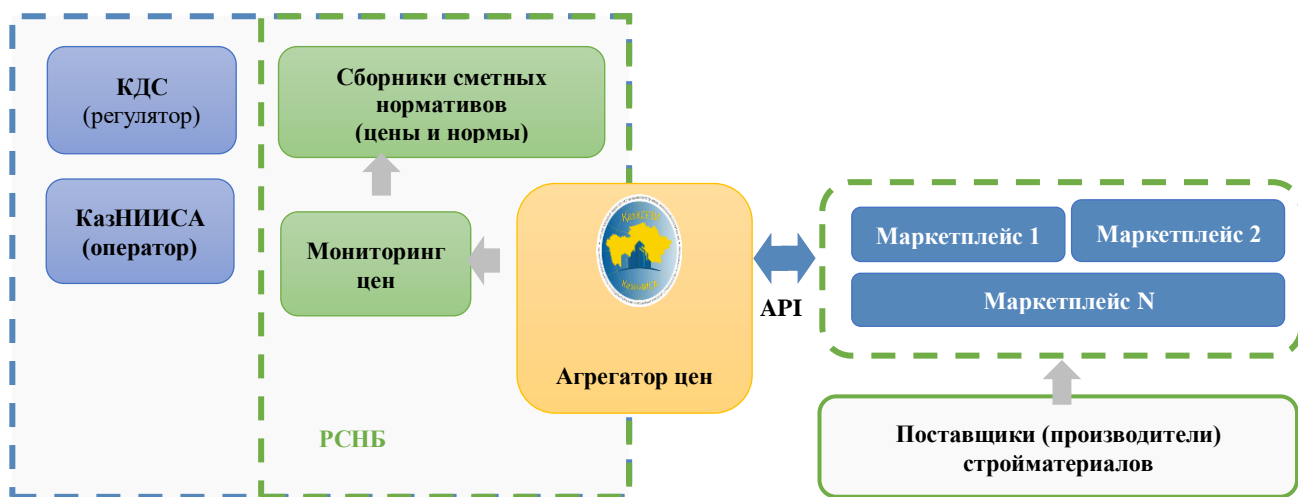 КДС
(регулятор)
КазНИИСА
(оператор)
Сборники сметных
нормативов
(цены и нормы)
Мониторинг
цен
РСНБ
Агрегатор цен
API
Маркетплейс 1
Маркетплейс 2
Маркетплейс N
Поставщики (производители)
стройматериалов